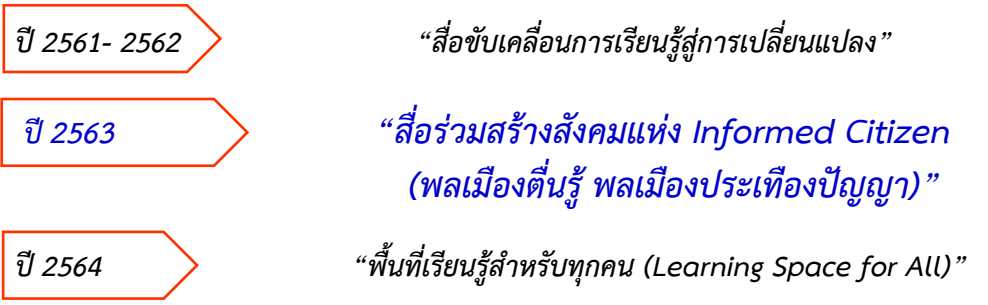 ปี 2561- 2562
“สื่อขับเคลื่อนการเรียนรู้สู่การเปลี่ยนแปลง”
ปี 2563
“สื่อร่วมสร้างสังคมแห่ง Informed Citizen
(พลเมืองตื่นรู้ พลเมืองประเทืองปัญญา)”
ปี 2564
“พื้นที่เรียนรู้สำหรับทุกคน (Learning Space for All)”